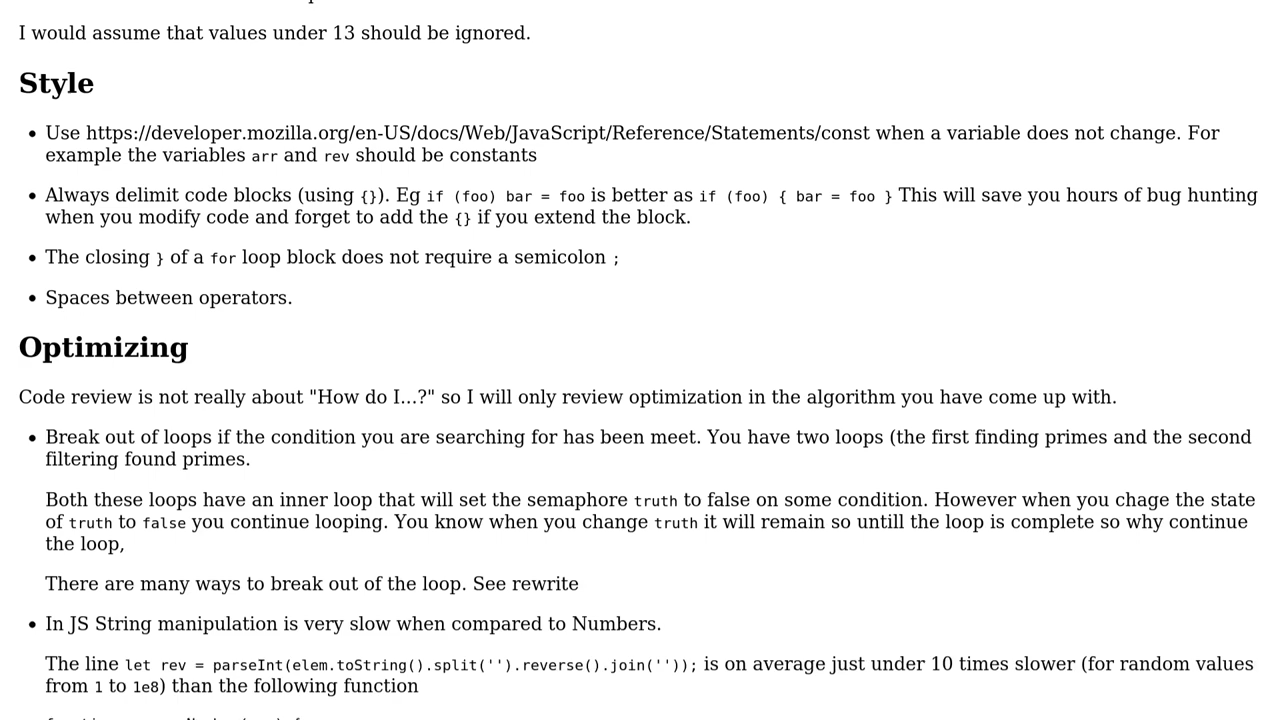 I would assume that values under 13 should be ignored.
Style
• Use https://developer.mozilla.org/en-US/docs/Web/JavaScript/Reference/Statements/const when a variable does not change. For
example the variables arr and rev should be constants
• Always delimit code blocks (using {}). Eg if (foo) bar = foo is better as if (foo) { bar = foo } This will save you hours of bug hunting
when you modify code and forget to add the {} if you extend the block.
• The closing } of a for loop block does not require a semicolon ;
• Spaces between operators.
Optimizing
Code review is not really about "How do I...?" so I will only review optimization in the algorithm you have come up with.
• Break out of loops if the condition you are searching for has been meet. You have two loops (the first finding primes and the second
filtering found primes.
Both these loops have an inner loop that will set the semaphore truth to false on some condition. However when you chage the state
of truth to false you continue looping. You know when you change truth it will remain so untill the loop is complete so why continue
the loop,
There are many ways to break out of the loop. See rewrite
• In JS String manipulation is very slow when compared to Numbers.
The line let rev = parseInt(elem.toString().split('').reverse().join('')); is on average just under 10 times slower (for random values
from 1 to 1e8) than the following function